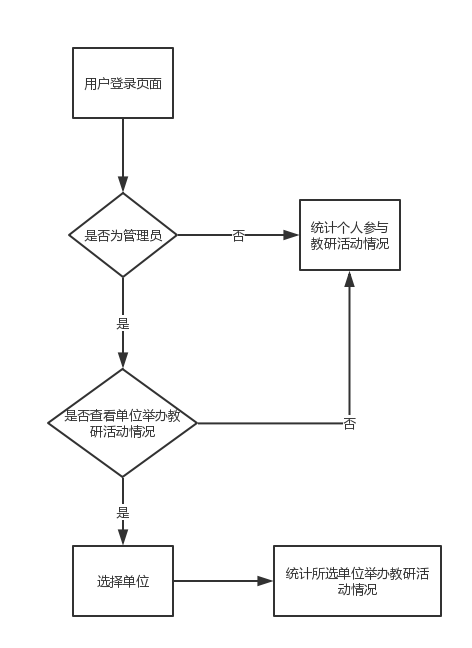 用户登录页面
是否为管理员
否
统计个人参与
教研活动情况
是
是否查看单位举办教
研活动情况
否
是
选择单位
统计所选单位举办教研活
动情况